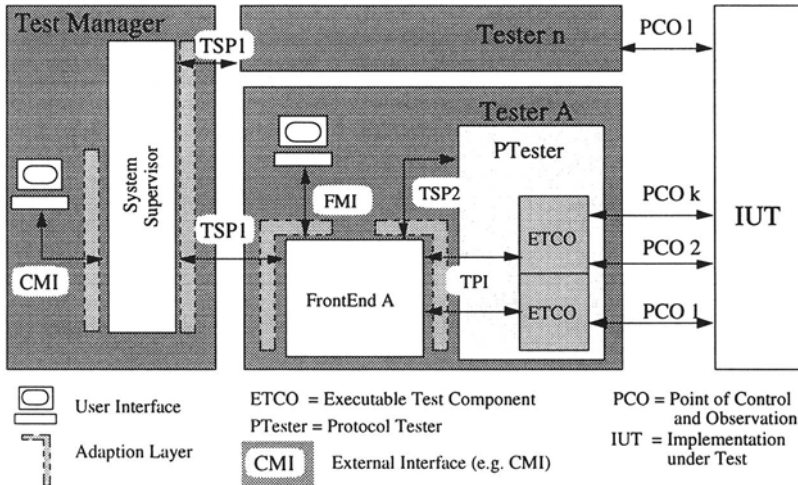 Test Manager
TSP1
Tester n
PCO l
Tester A
PTester
System
Supervisor
FMI
TSP2
PCO k
IUT
TSP1
ETCO
PCO 2
CMI
TPI
FrontEnd A
ETCO
PCO 1
User Interface
Adaption Layer
ETCO = Executable Test Component
PTester = Protocol Tester
CMI External Interface (e.g. CMI)
PCO = Point of Control
and Observation
IUT = Implementation
under Test